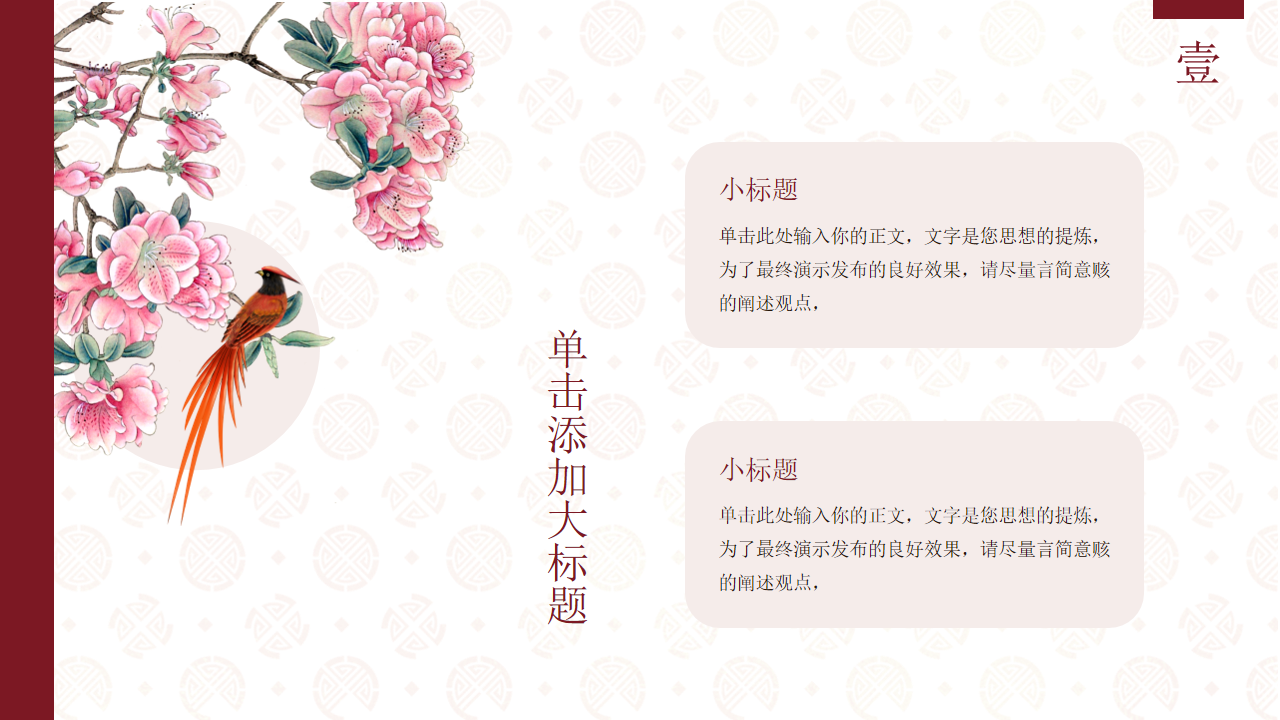 壹
单击添加大标题
小标题
单击此处输入你的正文，文字是您思想的提炼，
为了最终演示发布的良好效果，请尽量言简意赅
的阐述观点，
小标题
单击此处输入你的正文，文字是您思想的提炼，
为了最终演示发布的良好效果，请尽量言简意赅
的阐述观点，